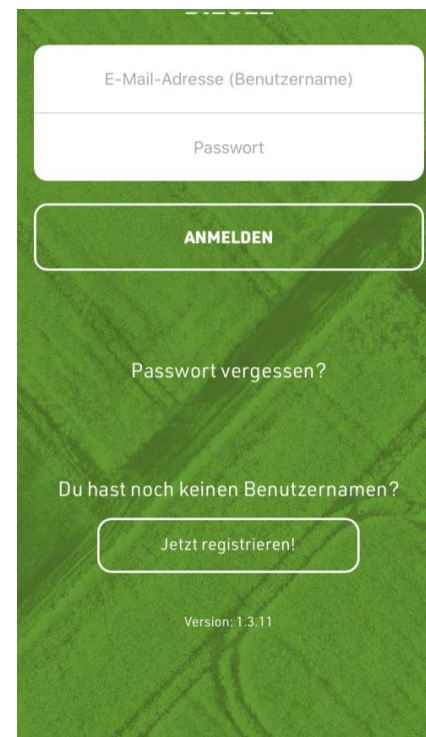 E-Mail-Adresse (Benutzername)
Passwort
ANMELDEN
Passwort vergessen?
Du hast noch keinen Benutzernamen?
Jetzt registrieren!
Version: 1.3.11